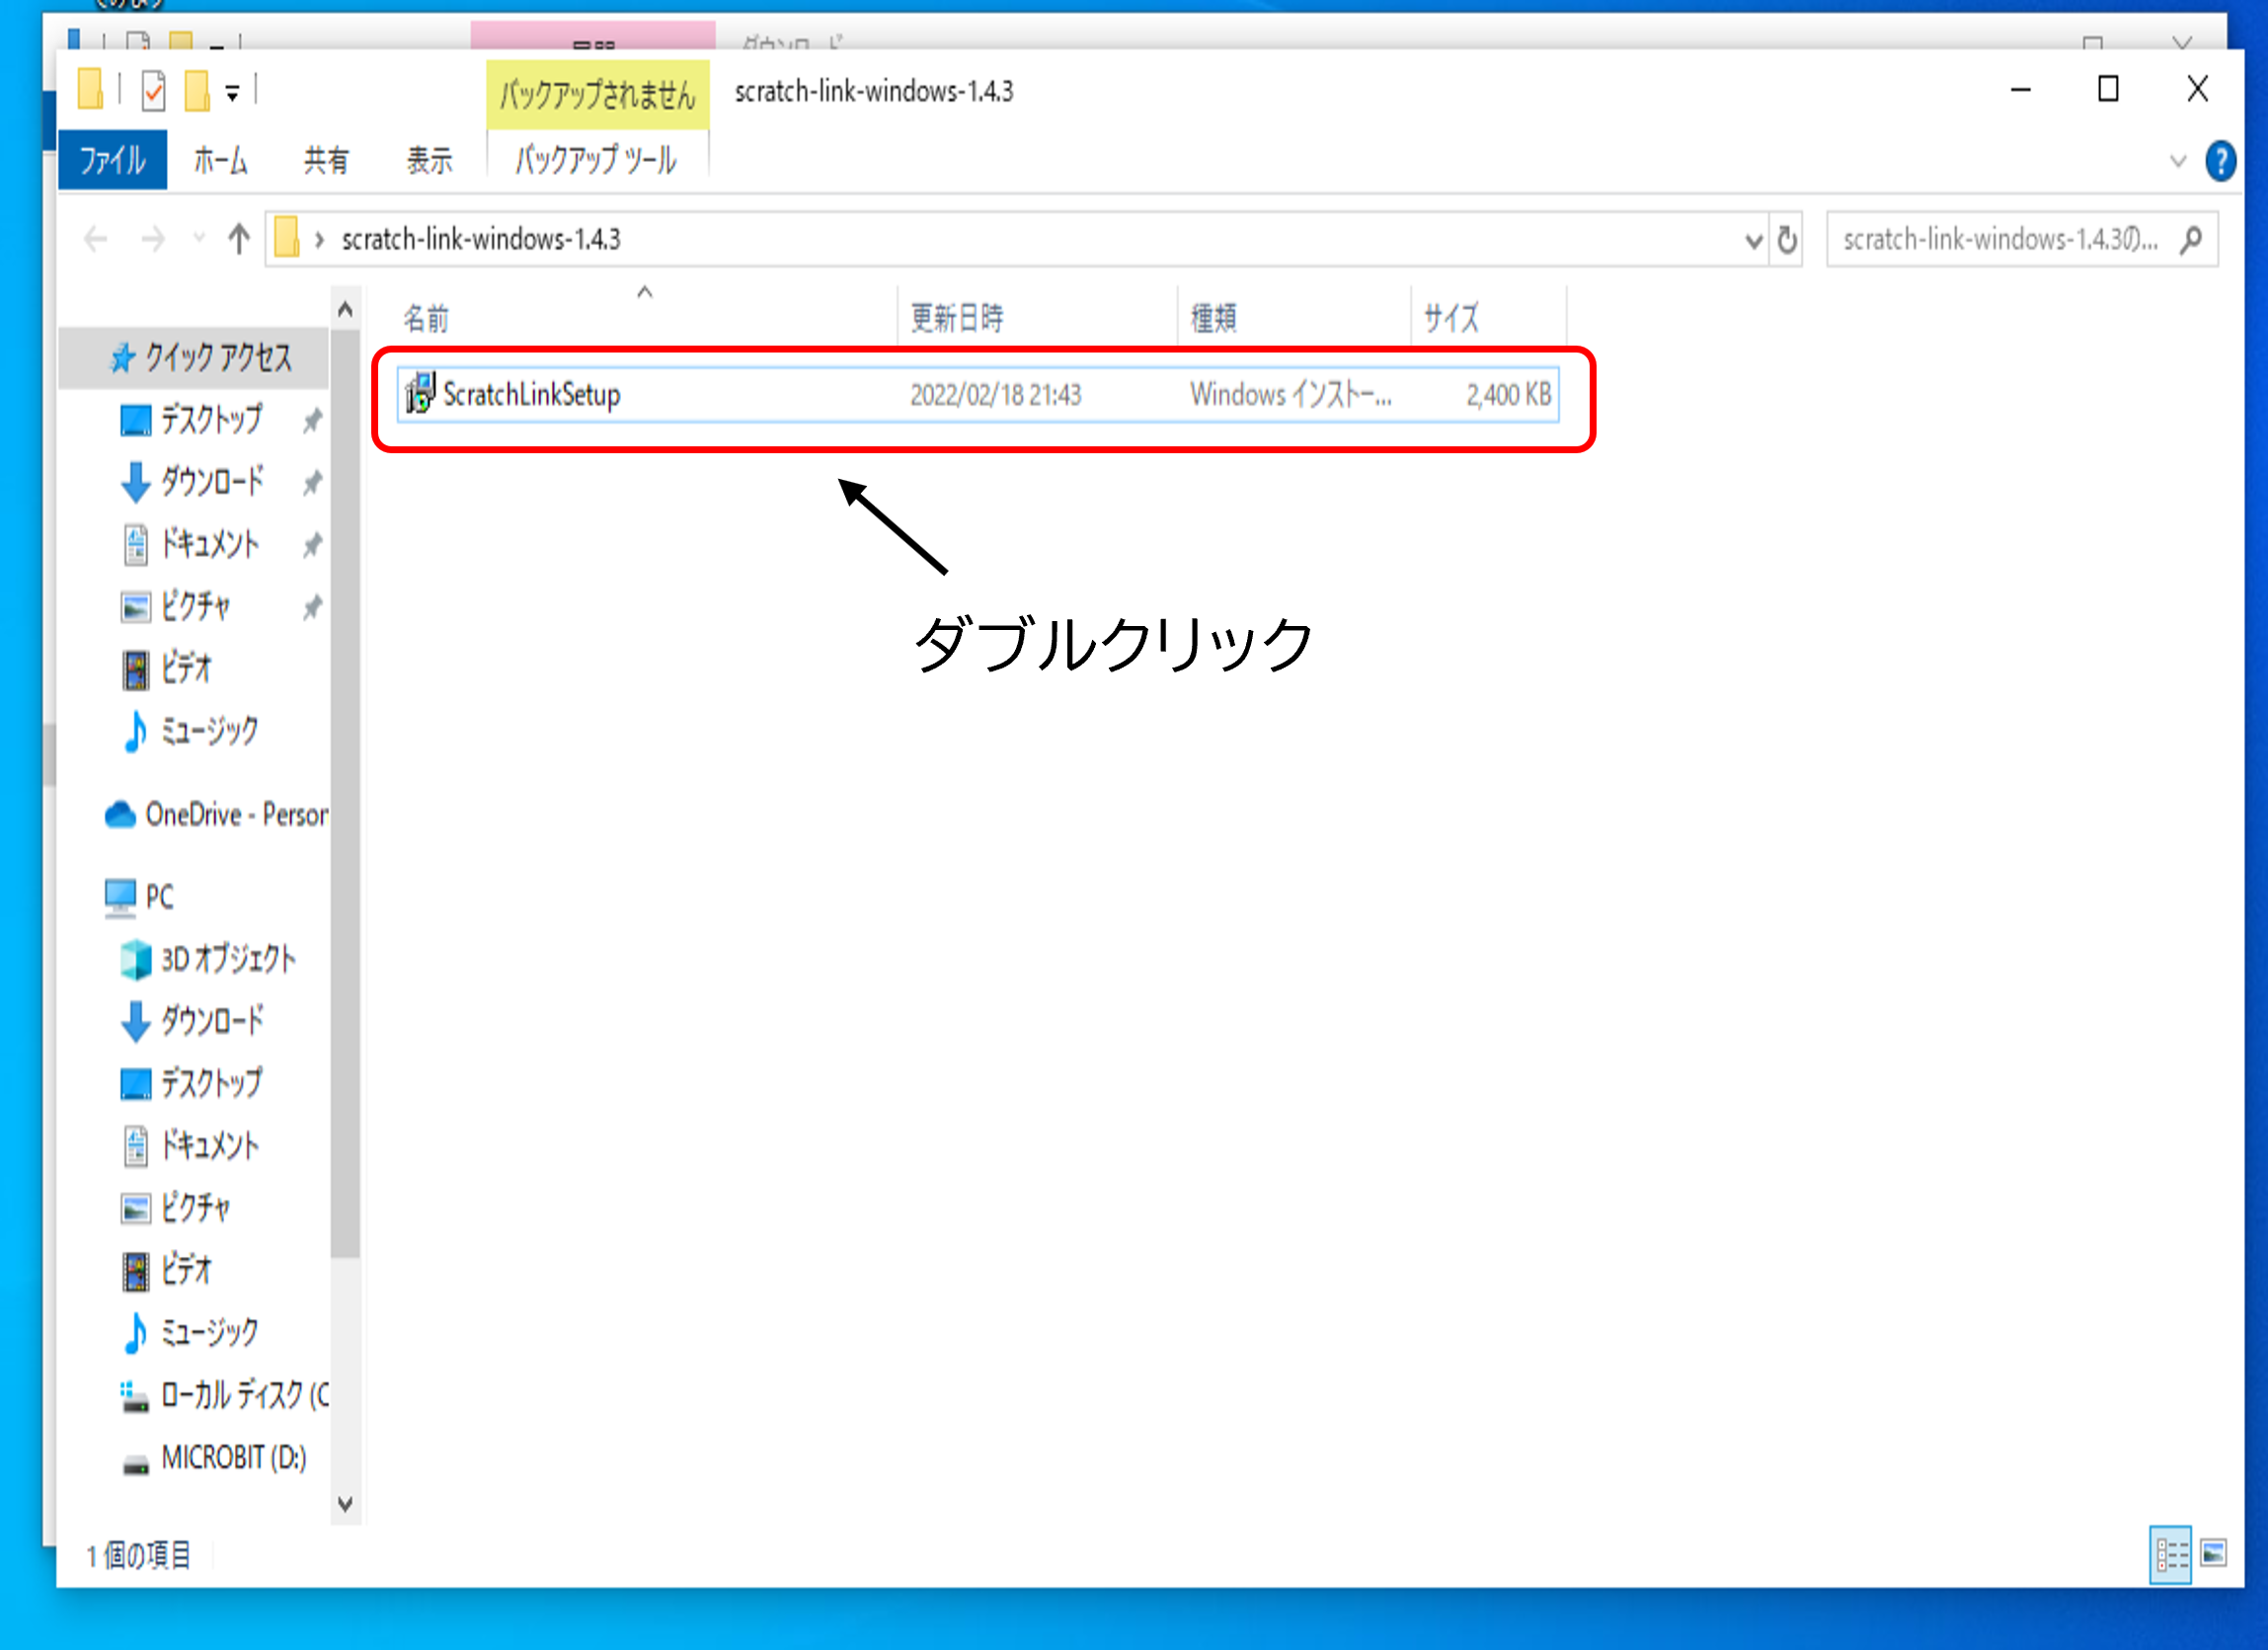 ダウンロード
バックアップされません
scratch-link-windows-1.4.3
ファイル
ホーム
共有
表示
バックアップ ツール
scratch-link-windows-1.4.3
scratch-link-windows-1.4.3の...
名前
更新日時
種類
サイズ
ScratchLinkSetup
2022/02/18 21:43
Windows インストー...
2,400 KB
ダブルクリック
クイック アクセス
デスクトップ
ダウンロード
ドキュメント
ピクチャ
ビデオ
ミュージック
OneDrive - Person
PC
3D オブジェクト
ダウンロード
デスクトップ
ドキュメント
ピクチャ
ビデオ
ミュージック
ローカル ディスク (C
MICROBIT (D:)
1 個の項目